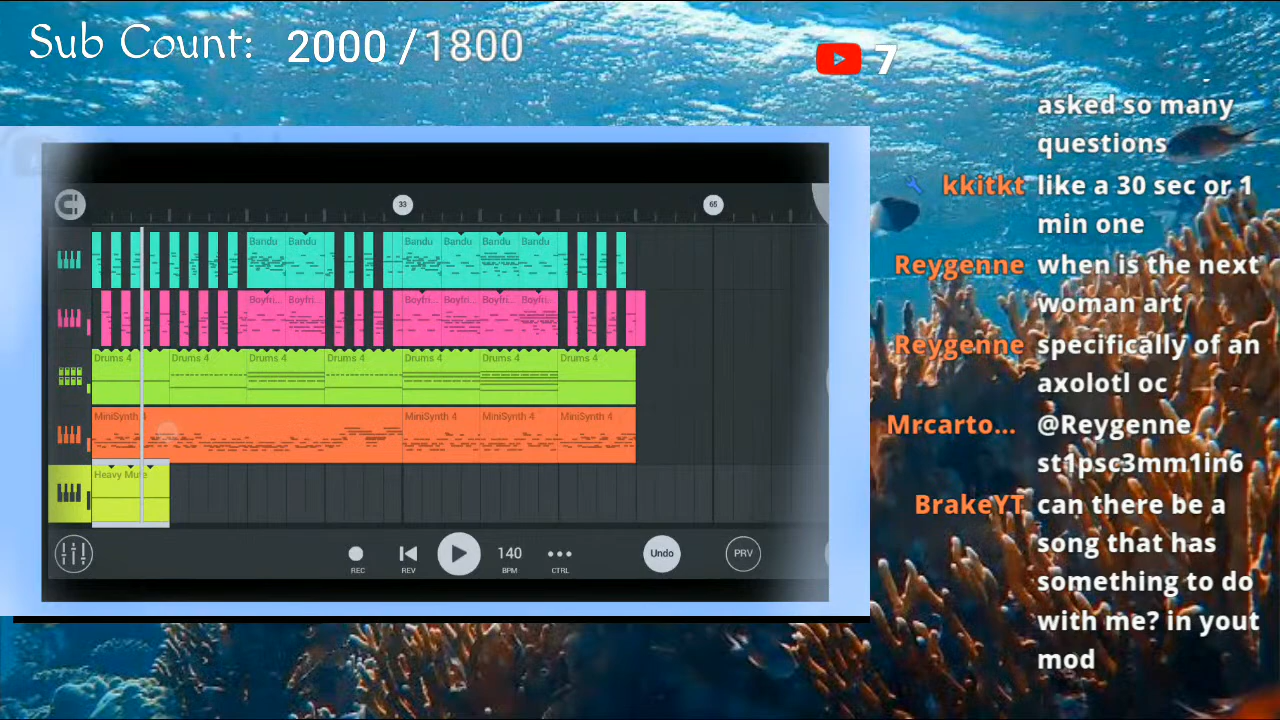 Sub Count: 2000 / 1800
7
33
65
Bandu Bandu Bandu Bandu Bandu Bandu
Boyfri... Boyfri... Boyfri... Boyfri... Boyfri... Boyfri...
Drums 4 Drums 4 Drums 4 Drums 4 Drums 4 Drums 4 Drums 4
MiniSynth 4 MiniSynth 4 MiniSynth 4 MiniSynth 4
Heavy Mute
140
Undo
PRV
REC
REV
BPM
CTRL
asked so many
questions
kkitkt like a 30 sec or 1
min one
Reygenne when is the next
woman art
Reygenne specifically of an
axolotl oc
Mrcarto... @Reygenne
st1psc3mm1in6
BrakeYT can there be a
song that has
something to do
with me? in yout
mod